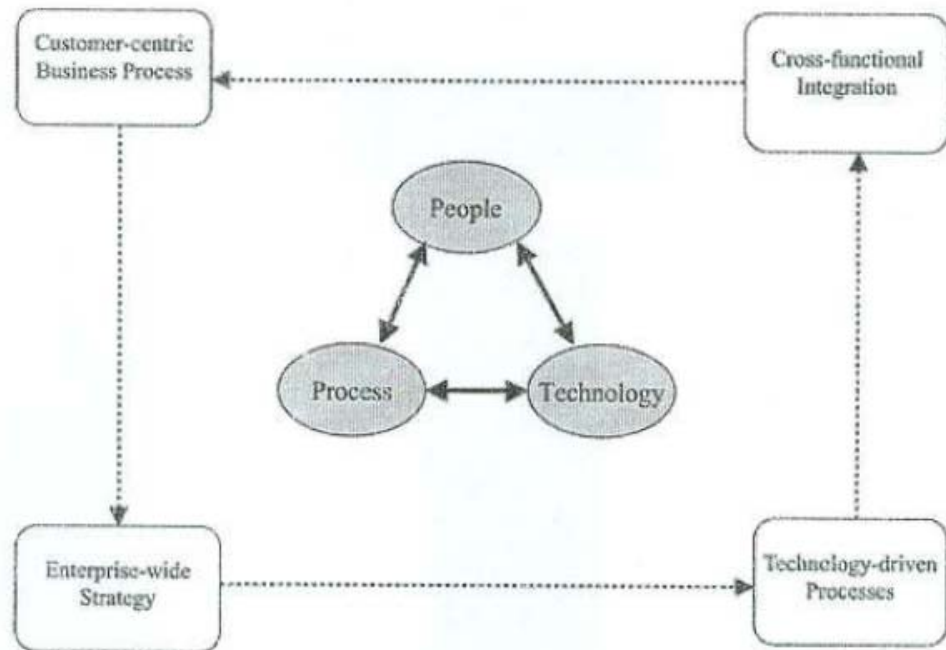 Customer-centric
Business Process
Cross-functional
Integration
People
Process
Technology
Enterprise-wide
Strategy
Technology-driven
Processes